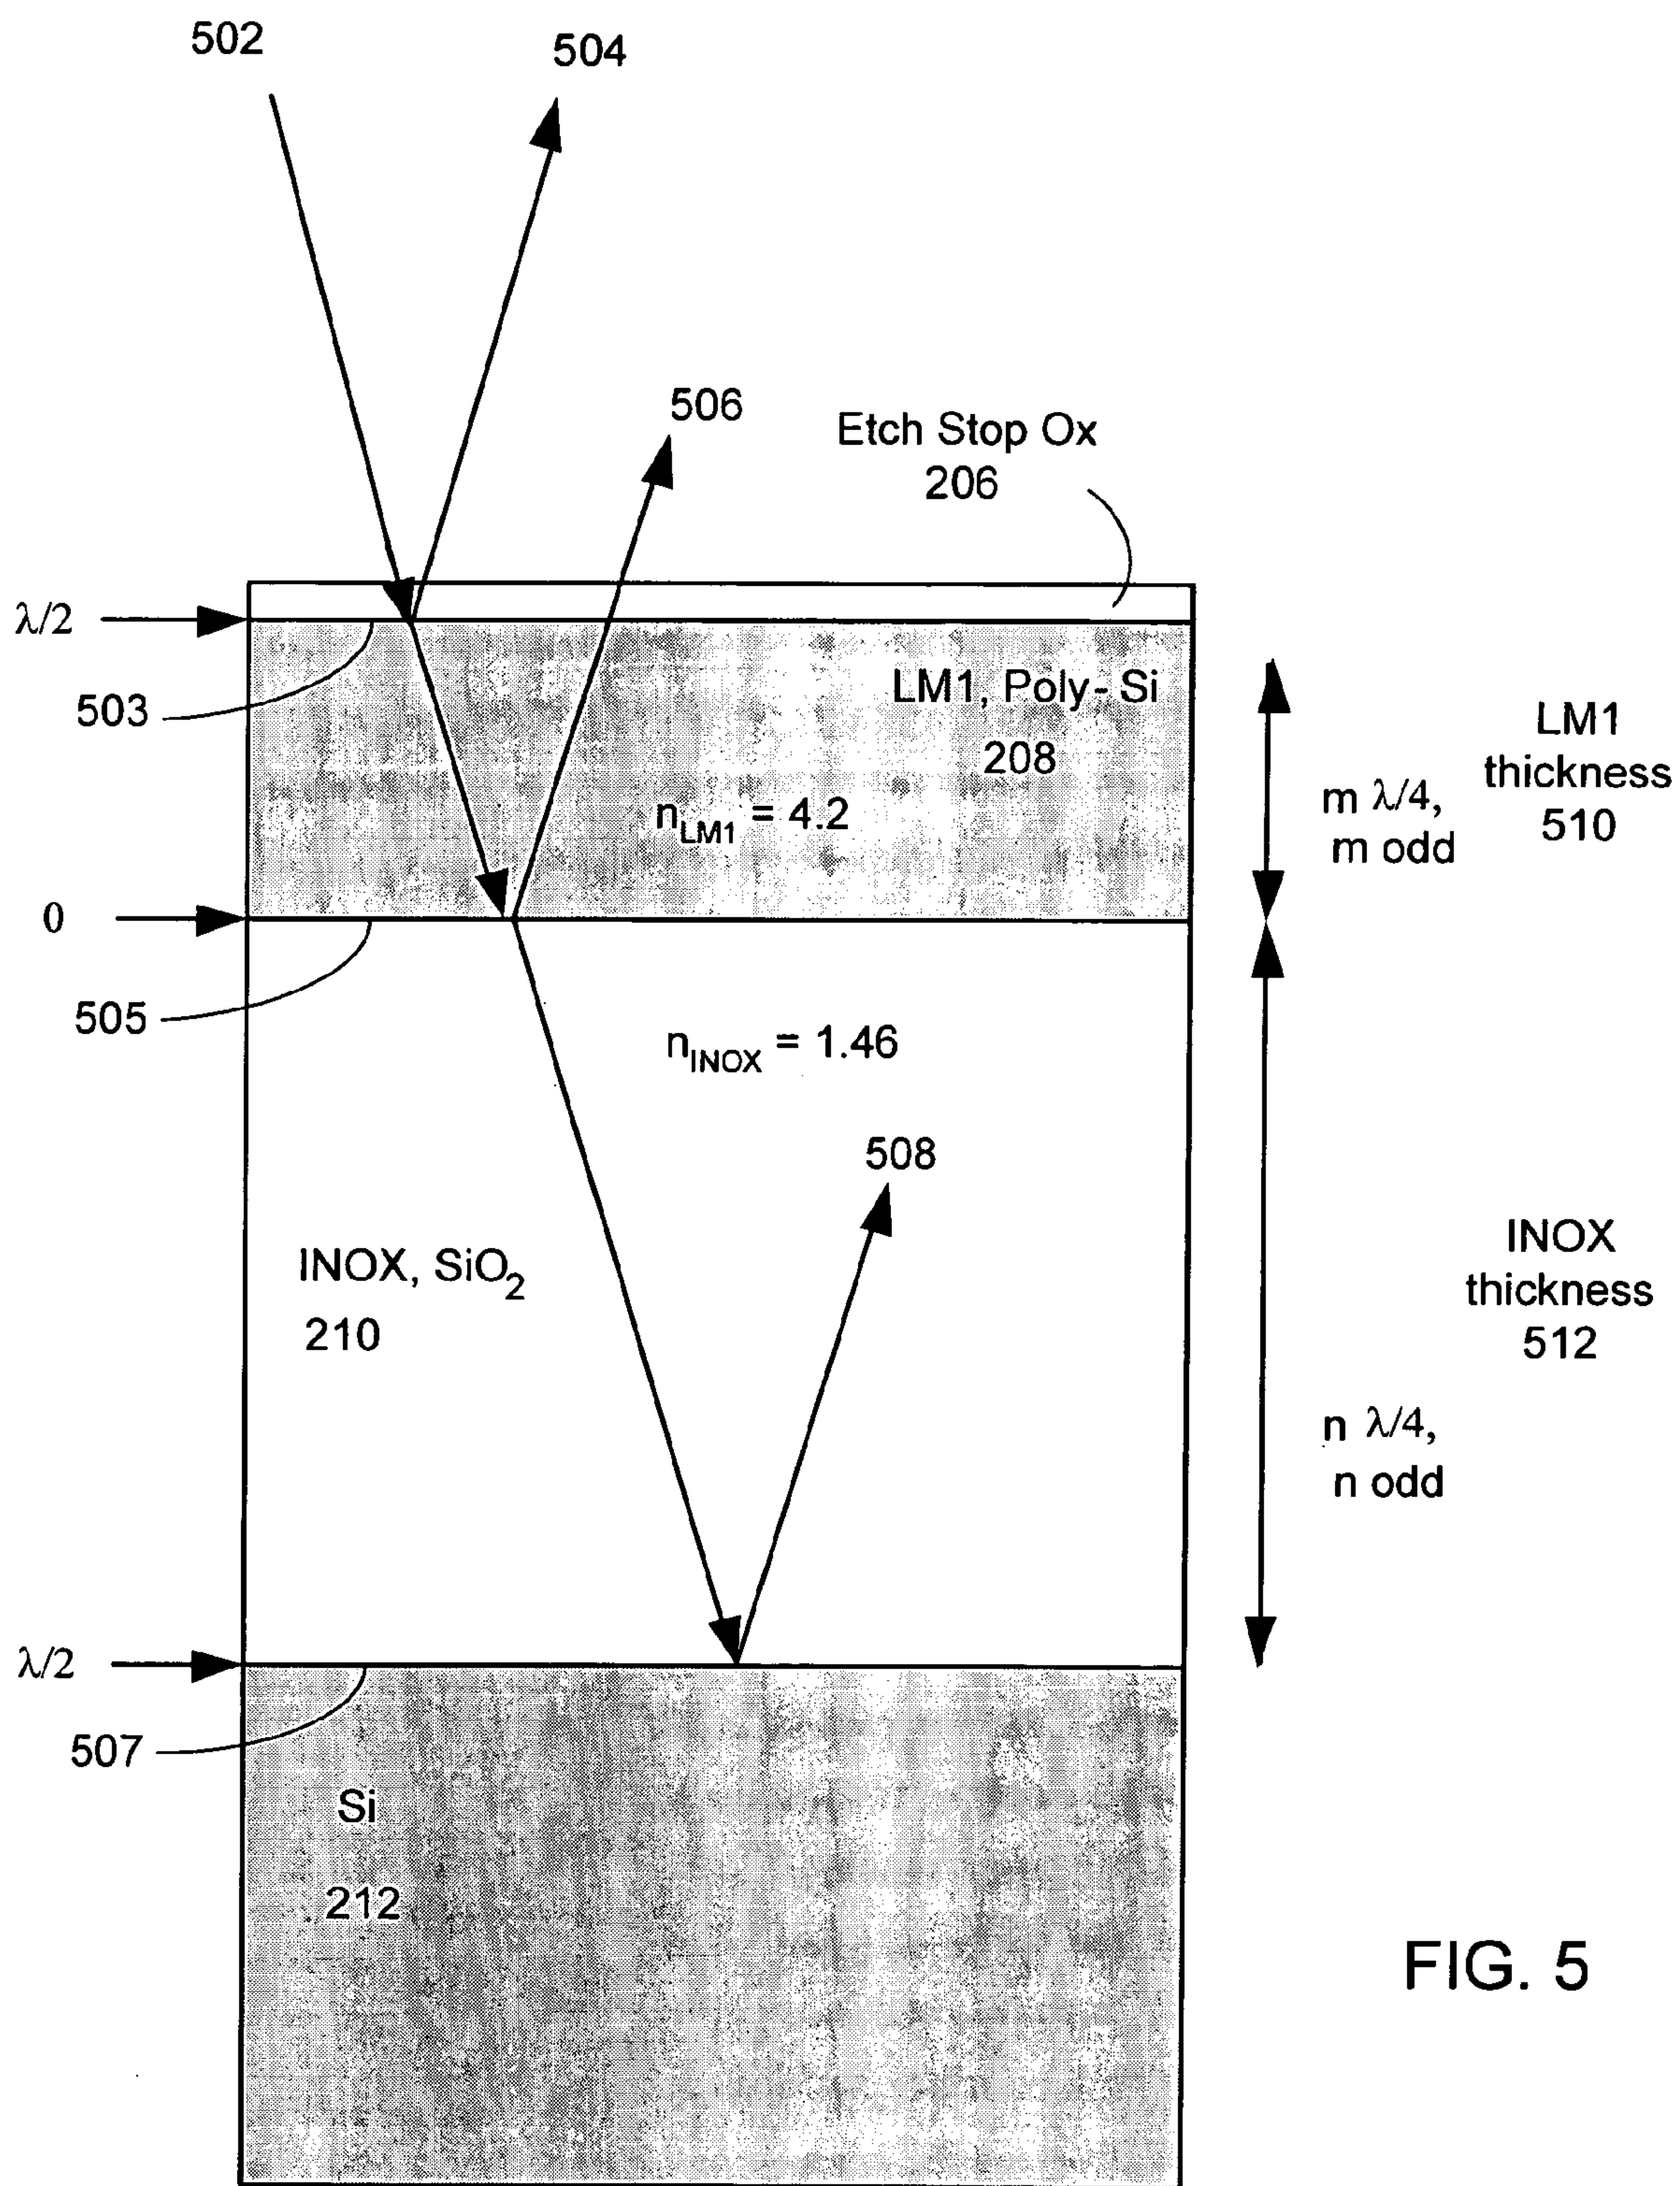 502
504
506
Etch Stop Ox
206
λ/2
503
LM1, Poly-Si
208
n_LM1 = 4.2
m λ/4,
m odd
LM1
thickness
510
0
505
n_INOX = 1.46
508
INOX, SiO₂
210
INOX
thickness
512
n λ/4,
n odd
λ/2
507
Si
212
FIG. 5